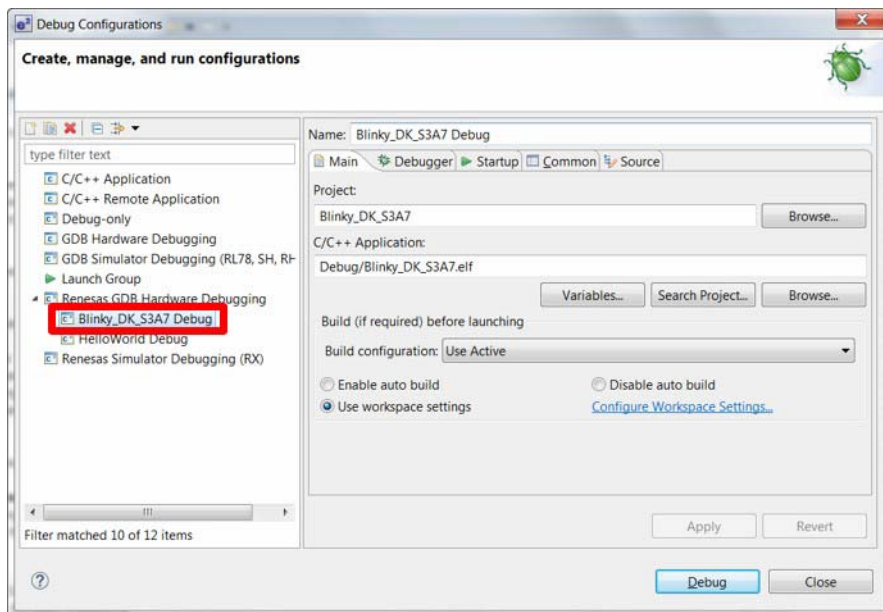 Debug Configurations
Create, manage, and run configurations
type filter text
C/C++ Application
C/C++ Remote Application
Debug-only
GDB Hardware Debugging
GDB Simulator Debugging (RL78, SH, RH
Launch Group
Renesas GDB Hardware Debugging
Blinky_DK_S3A7 Debug
HelloWorld Debug
Renesas Simulator Debugging (RX)
Filter matched 10 of 12 items
Name: Blinky_DK_S3A7 Debug
Main Debugger Startup Common Source
Project:
Blinky_DK_S3A7 Browse...
C/C++ Application:
Debug/Blinky_DK_S3A7.elf
Variables... Search Project... Browse...
Build (if required) before launching
Build configuration: Use Active
Enable auto build Disable auto build
Use workspace settings Configure Workspace Settings...
Apply Revert
Debug Close